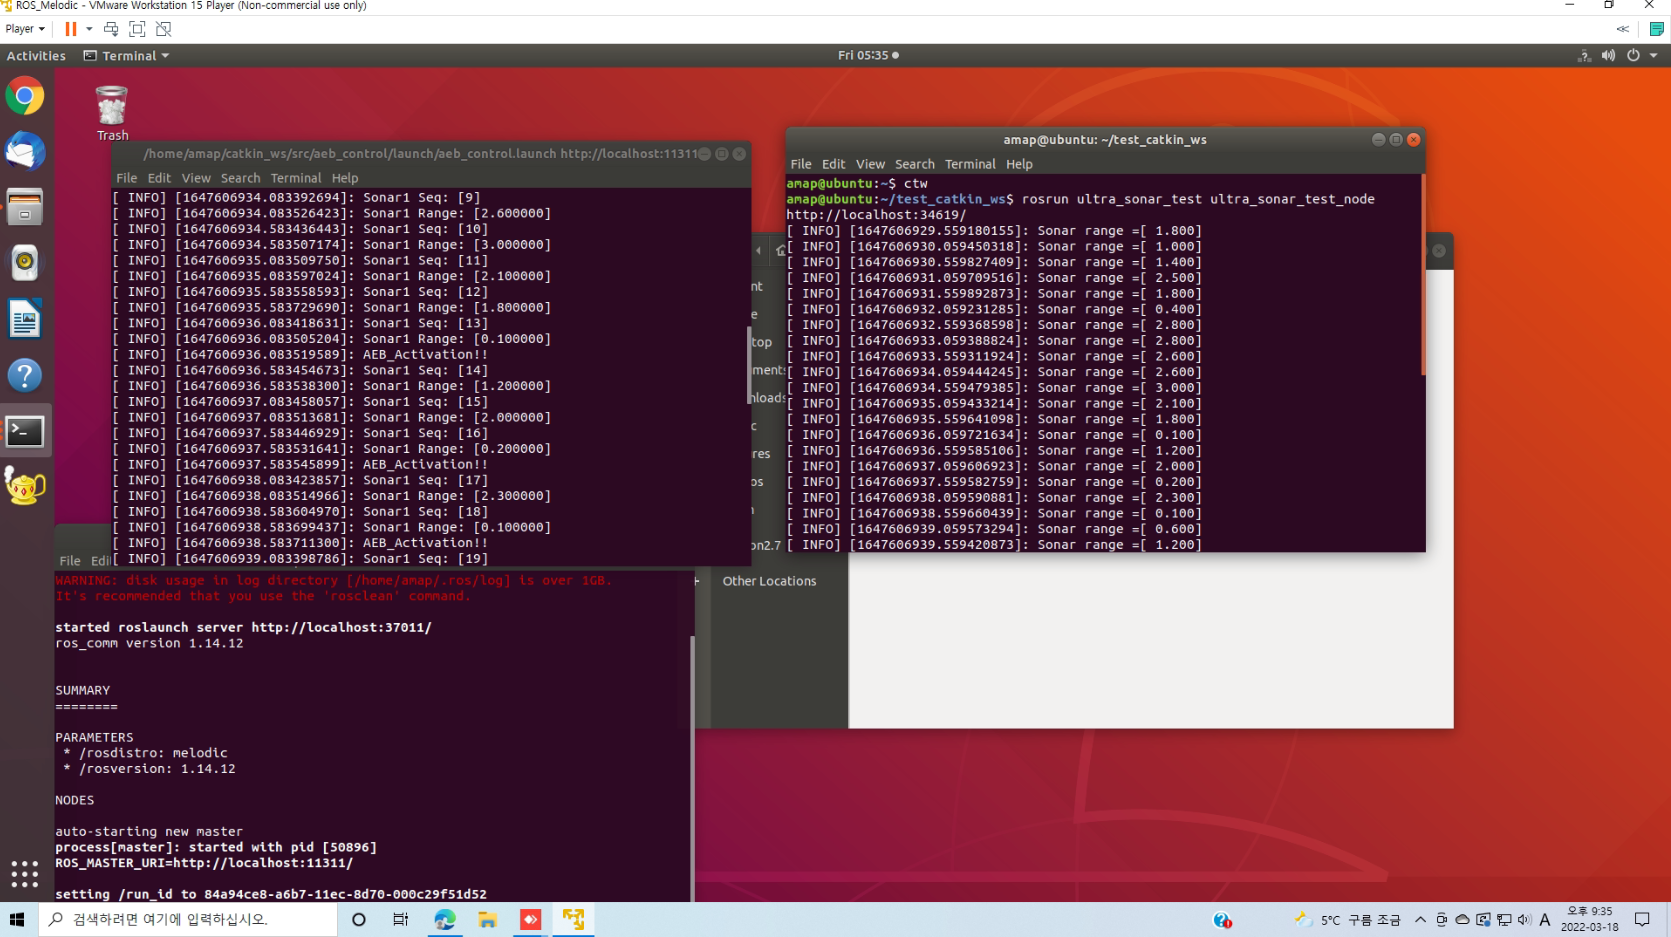 ROS_Melodic - VMware Workstation 15 Player (Non-commercial use only)
Player
Activities
Terminal
Fri 05:35
Trash
/home/amap/catkin_ws/src/aeb_control/launch/aeb_control.launch http://localhost:11311
File Edit View Search Terminal Help
[ INFO] [1647606934.083392694]: Sonar1 Seq: [9]
[ INFO] [1647606934.083526423]: Sonar1 Range: [2.600000]
[ INFO] [1647606934.583436443]: Sonar1 Seq: [10]
[ INFO] [1647606934.583507174]: Sonar1 Range: [3.000000]
[ INFO] [1647606935.083509750]: Sonar1 Seq: [11]
[ INFO] [1647606935.083597024]: Sonar1 Range: [2.100000]
[ INFO] [1647606935.583558593]: Sonar1 Seq: [12]
[ INFO] [1647606935.583729690]: Sonar1 Range: [1.800000]
[ INFO] [1647606936.083418631]: Sonar1 Seq: [13]
[ INFO] [1647606936.083505204]: Sonar1 Range: [0.100000]
[ INFO] [1647606936.083519589]: AEB_Activation!!
[ INFO] [1647606936.583454673]: Sonar1 Seq: [14]
[ INFO] [1647606936.583538300]: Sonar1 Range: [1.200000]
[ INFO] [1647606937.083458057]: Sonar1 Seq: [15]
[ INFO] [1647606937.083513681]: Sonar1 Range: [2.000000]
[ INFO] [1647606937.583446929]: Sonar1 Seq: [16]
[ INFO] [1647606937.583531641]: Sonar1 Range: [0.200000]
[ INFO] [1647606937.583545899]: AEB_Activation!!
[ INFO] [1647606938.083423857]: Sonar1 Seq: [17]
[ INFO] [1647606938.083514966]: Sonar1 Range: [2.300000]
[ INFO] [1647606938.583604970]: Sonar1 Seq: [18]
[ INFO] [1647606938.583699437]: Sonar1 Range: [0.100000]
[ INFO] [1647606938.583711300]: AEB_Activation!!
[ INFO] [1647606939.083398786]: Sonar1 Seq: [19]
amap@ubuntu: ~/test_catkin_ws
File Edit View Search Terminal Help
amap@ubuntu:~$ ctw
amap@ubuntu:~/test_catkin_ws$ rosrun ultra_sonar_test ultra_sonar_test_node
http://localhost:34619/
[ INFO] [1647606929.559180155]: Sonar range =[ 1.800]
[ INFO] [1647606930.059450318]: Sonar range =[ 1.000]
[ INFO] [1647606930.559827409]: Sonar range =[ 1.400]
[ INFO] [1647606931.059709516]: Sonar range =[ 2.500]
[ INFO] [1647606931.559892873]: Sonar range =[ 1.800]
[ INFO] [1647606932.059231285]: Sonar range =[ 0.400]
[ INFO] [1647606932.559368598]: Sonar range =[ 2.800]
[ INFO] [1647606933.059388824]: Sonar range =[ 2.800]
[ INFO] [1647606933.559311924]: Sonar range =[ 2.600]
[ INFO] [1647606934.059444245]: Sonar range =[ 2.600]
[ INFO] [1647606934.559479385]: Sonar range =[ 3.000]
[ INFO] [1647606935.059433214]: Sonar range =[ 2.100]
[ INFO] [1647606935.559641098]: Sonar range =[ 1.800]
[ INFO] [1647606936.059721634]: Sonar range =[ 0.100]
[ INFO] [1647606936.559585106]: Sonar range =[ 1.200]
[ INFO] [1647606937.059606923]: Sonar range =[ 2.000]
[ INFO] [1647606937.559582759]: Sonar range =[ 0.200]
[ INFO] [1647606938.059590881]: Sonar range =[ 2.300]
[ INFO] [1647606938.559660439]: Sonar range =[ 0.100]
[ INFO] [1647606939.059573294]: Sonar range =[ 0.600]
[ INFO] [1647606939.559420873]: Sonar range =[ 1.200]
nt
e
top
ments
nloads
c
res
os
n
on2.7
+ Other Locations
File Edi
WARNING: disk usage in log directory [/home/amap/.ros/log] is over 1GB.
It's recommended that you use the 'rosclean' command.
started roslaunch server http://localhost:37011/
ros_comm version 1.14.12
SUMMARY
========
PARAMETERS
* /rosdistro: melodic
* /rosversion: 1.14.12
NODES
auto-starting new master
process[master]: started with pid [50896]
ROS_MASTER_URI=http://localhost:11311/
setting /run_id to 84a94ce8-a6b7-11ec-8d70-000c29f51d52
검색하려면 여기에 입력하십시오.
5°C 구름 조금
A
오후 9:35
2022-03-18